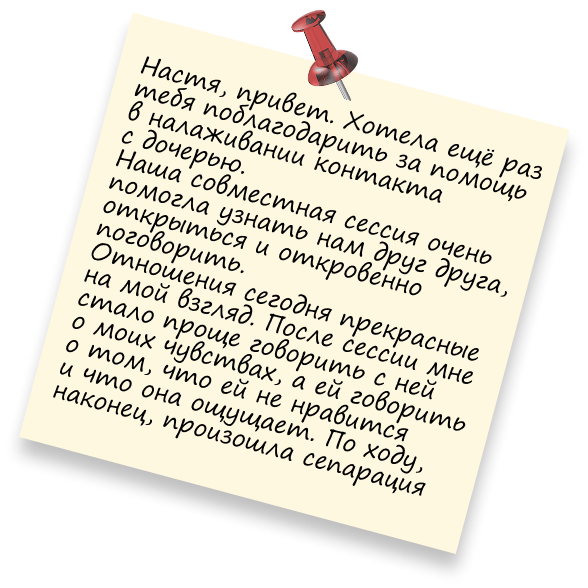 Настя, привет. Хотела ещё раз
тебя поблагодарить за помощь
в налаживании контакта
с дочерью.
Наша совместная сессия очень
помогла узнать нам друг друга,
открыться и откровенно
поговорить.
Отношения сегодня прекрасные
на мой взгляд. После сессии мне
стало проще говорить с ней
о моих чувствах, а ей говорить
о том, что ей не нравится
и что она ощущает. По ходу,
наконец, произошла сепарация